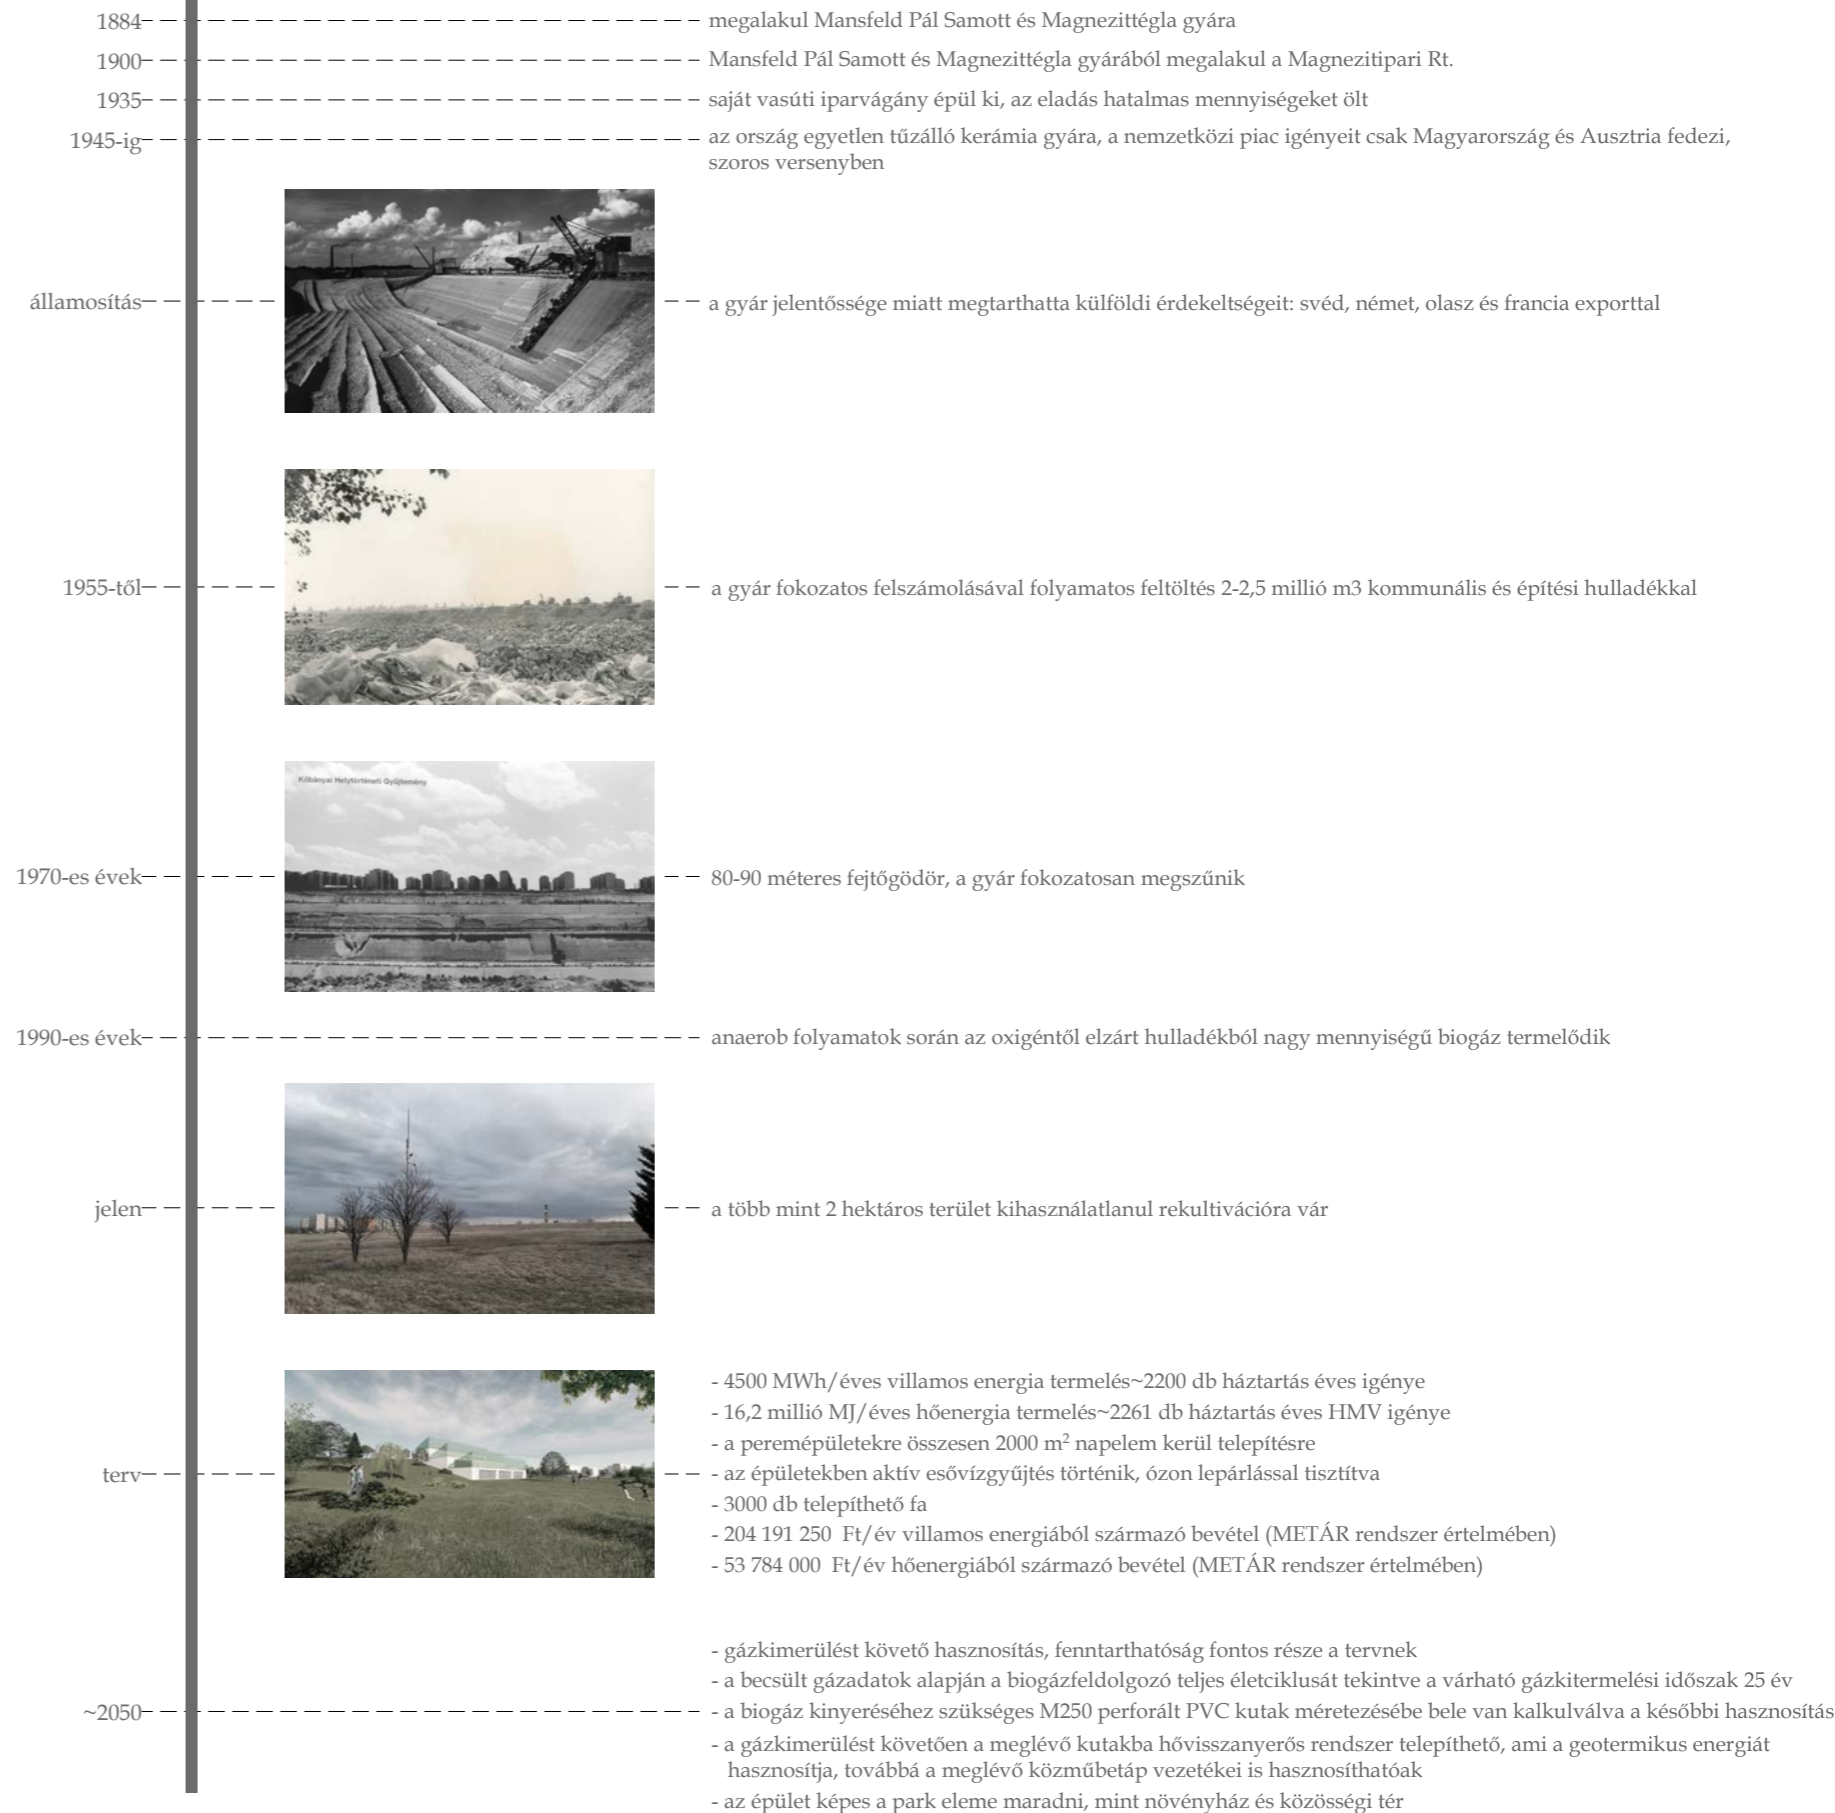 1884
megalakul Mansfeld Pál Samott és Magnezittégla gyára
1900
Mansfeld Pál Samott és Magnezittégla gyárából megalakul a Magnezitipari Rt.
1935
saját vasúti iparvágány épül ki, az eladás hatalmas mennyiségeket ölt
1945-ig
az ország egyetlen tűzálló kerámia gyára, a nemzetközi piac igényeit csak Magyarország és Ausztria fedezi,
szoros versenyben
államosítás
a gyár jelentőssége miatt megtarthatta külföldi érdekeltségeit: svéd, német, olasz és francia exporttal
1955-től
a gyár fokozatos felszámolásával folyamatos feltöltés 2-2,5 millió m3 kommunális és építési hulladékkal
Kőbányai Helytörténeti Gyűjtemény
1970-es évek
80-90 méteres fejtőgödör, a gyár fokozatosan megszűnik
1990-es évek
anaerob folyamatok során az oxigéntől elzárt hulladékból nagy mennyiségű biogáz termelődik
jelen
a több mint 2 hektáros terület kihasználatlanul rekultivációra vár
terv
- 4500 MWh/éves villamos energia termelés~2200 db háztartás éves igénye
- 16,2 millió MJ/éves hőenergia termelés~2261 db háztartás éves HMV igénye
- a peremépületekre összesen 2000 m² napelem kerül telepítésre
- az épületekben aktív esővízgyűjtés történik, ózon lepárlással tisztítva
- 3000 db telepíthető fa
- 204 191 250 Ft/év villamos energiából származó bevétel (METÁR rendszer értelmében)
- 53 784 000 Ft/év hőenergiából származó bevétel (METÁR rendszer értelmében)
~2050
- gázkimerülést követő hasznosítás, fenntarthatóság fontos része a tervnek
- a becsült gázadatok alapján a biogázfeldolgozó teljes életciklusát tekintve a várható gázkitermelési időszak 25 év
- a biogáz kinyeréséhez szükséges M250 perforált PVC kutak méretezésébe bele van kalkulválva a későbbi hasznosítás
- a gázkimerülést követően a meglévő kutakba hővisszanyerős rendszer telepíthető, ami a geotermikus energiát
hasznosítja, továbbá a meglévő közműbetáp vezetékei is hasznosíthatóak
- az épület képes a park eleme maradni, mint növényház és közösségi tér